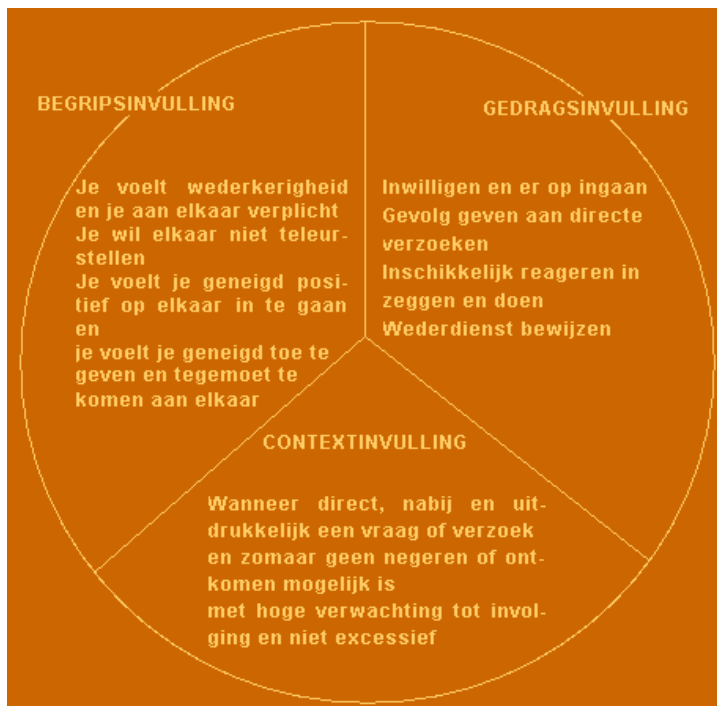 BEGRIPSINVULLING
Je voelt wederkerigheid
en je aan elkaar verplicht
Je wil elkaar niet teleur-
stellen
Je voelt je geneigd posi-
tief op elkaar in te gaan
en
je voelt je geneigd toe te
geven en tegemoet te
komen aan elkaar
GEDRAGSINVULLING
Inwilligen en er op ingaan
Gevolg geven aan directe
verzoeken
Inschikkelijk reageren in
zeggen en doen
Wederdienst bewijzen
CONTEXTINVULLING
Wanneer direct, nabij en uit-
drukkelijk een vraag of verzoek
en zomaar geen negeren of ont-
komen mogelijk is
met hoge verwachting tot invol-
ging en niet excessief